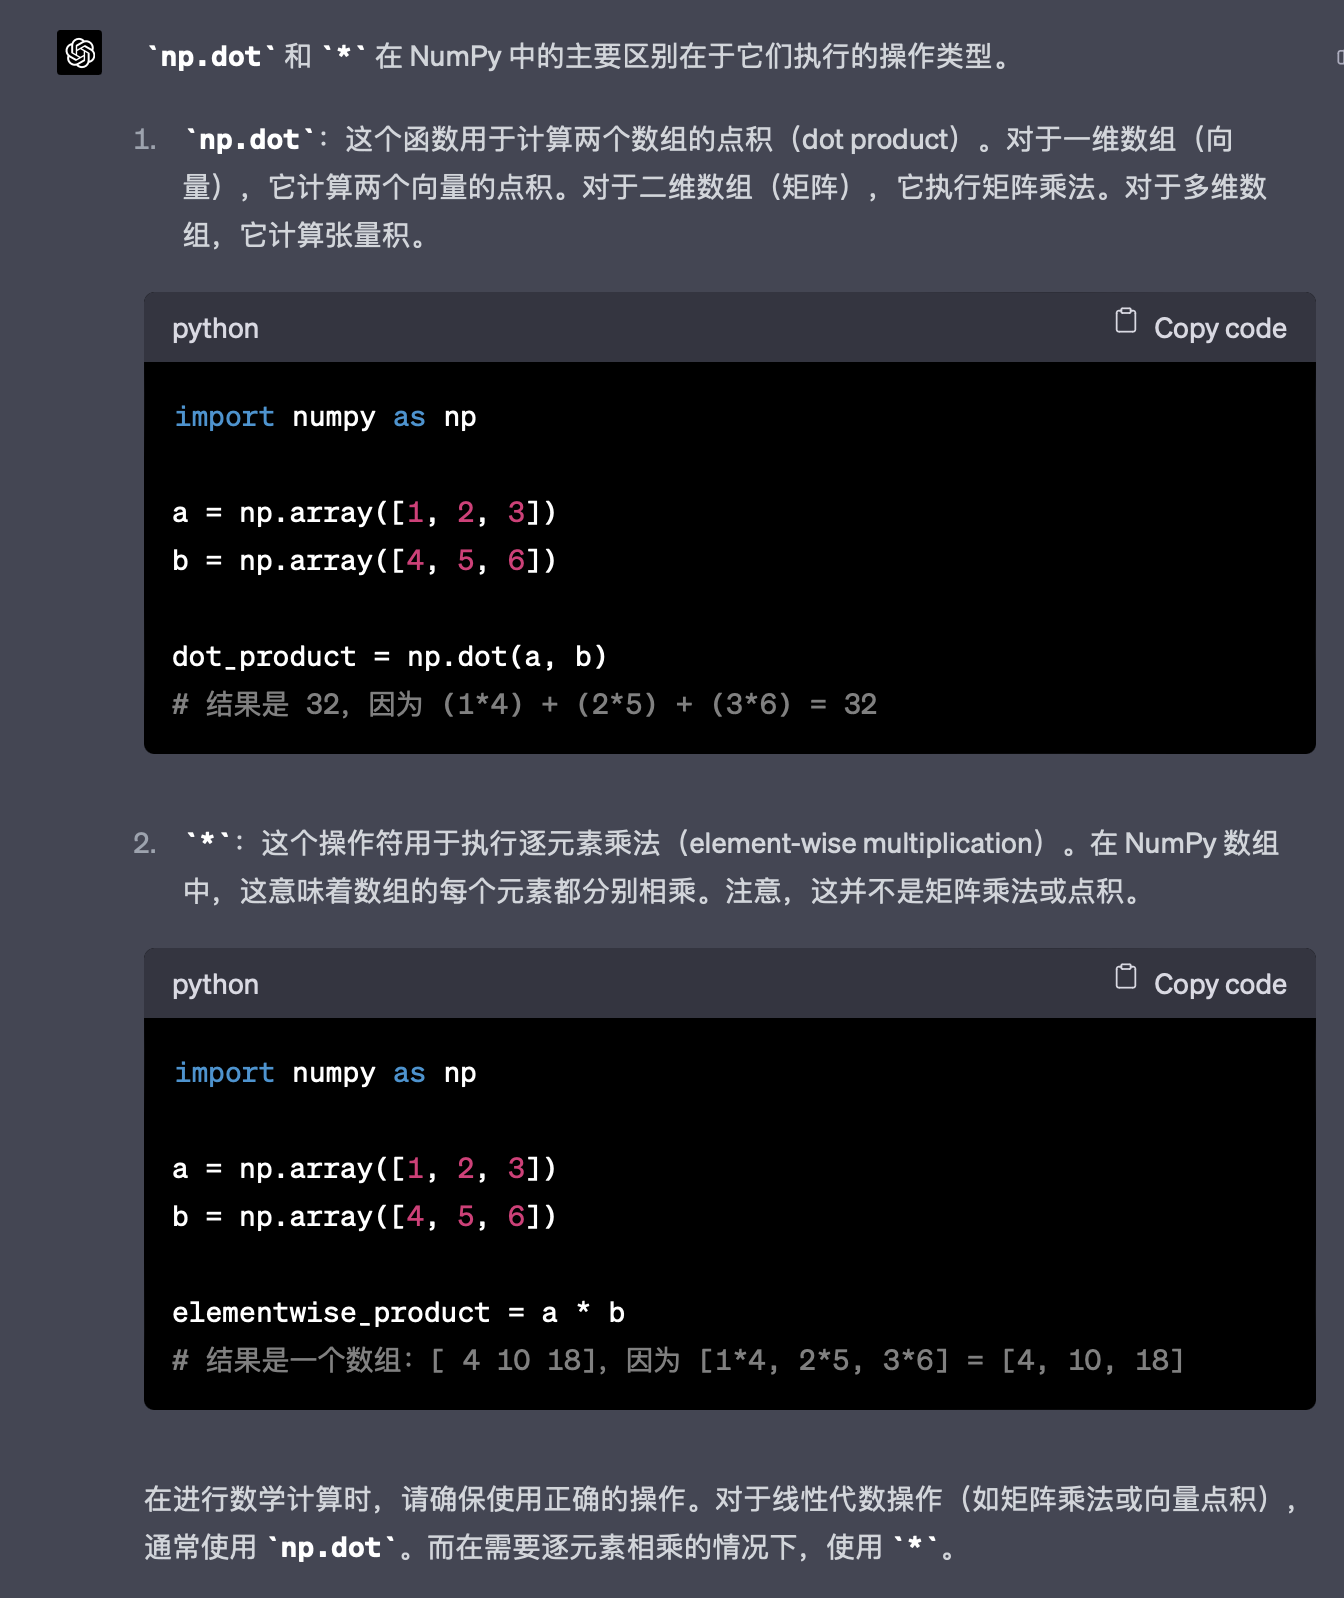 `np.dot` 和 `*` 在 NumPy 中的主要区别在于它们执行的操作类型。
1. `np.dot`：这个函数用于计算两个数组的点积（dot product）。对于一维数组（向
量），它计算两个向量的点积。对于二维数组（矩阵），它执行矩阵乘法。对于多维数
组，它计算张量积。
python Copy code
import numpy as np
a = np.array([1, 2, 3])
b = np.array([4, 5, 6])
dot_product = np.dot(a, b)
# 结果是 32，因为 (1*4) + (2*5) + (3*6) = 32
2. `*`：这个操作符用于执行逐元素乘法（element-wise multiplication）。在 NumPy 数组
中，这意味着数组的每个元素都分别相乘。注意，这并不是矩阵乘法或点积。
python Copy code
import numpy as np
a = np.array([1, 2, 3])
b = np.array([4, 5, 6])
elementwise_product = a * b
# 结果是一个数组：[ 4 10 18]，因为 [1*4, 2*5, 3*6] = [4, 10, 18]
在进行数学计算时，请确保使用正确的操作。对于线性代数操作（如矩阵乘法或向量点积），
通常使用 `np.dot`。而在需要逐元素相乘的情况下，使用 `*`。